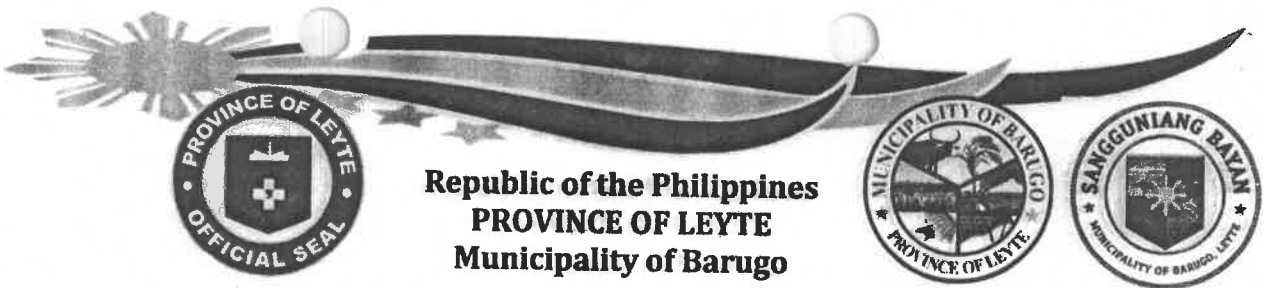 PROVINCE OF LEYTE
OFFICIAL SEAL
Republic of the Philippines
PROVINCE OF LEYTE
Municipality of Barugo
MUNICIPALITY OF BARUGO
PROVINCE OF LEYTE
SANGGUNIANG BAYAN
MUNICIPALITY OF BARUGO, LEYTE